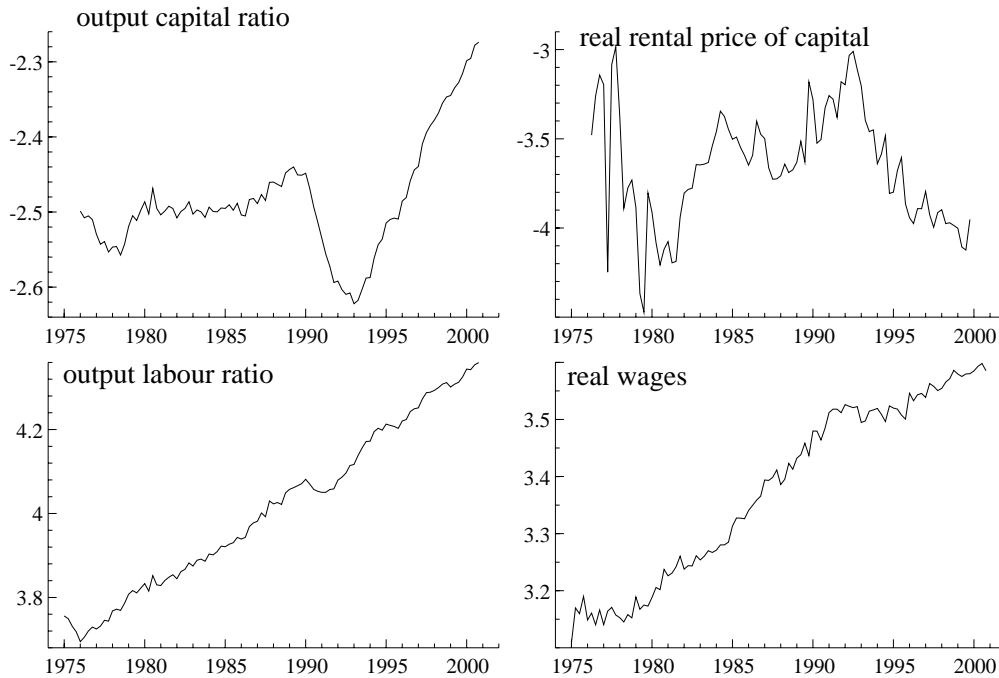 output capital ratio
-2.3
-2.4
-2.5
-2.6
1975 1980 1985 1990 1995 2000
real rental price of capital
-3
-3.5
-4
1975 1980 1985 1990 1995 2000
output labour ratio
4.2
4
3.8
1975 1980 1985 1990 1995 2000
real wages
3.5
3.4
3.3
3.2
1975 1980 1985 1990 1995 2000